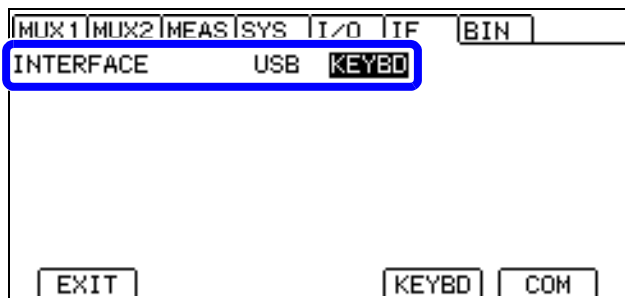 MUX1 MUX2 MEAS SYS I/O IF BIN
INTERFACE USB KEYBD
EXIT KEYBD COM